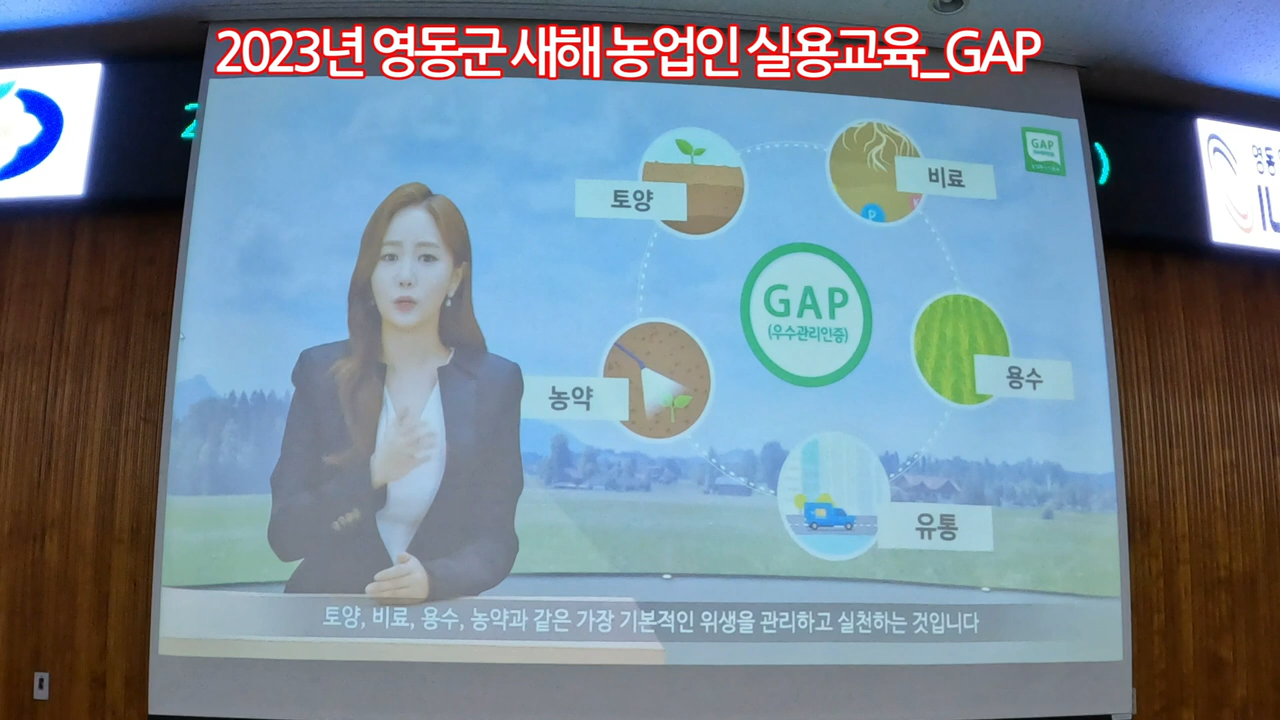 2023년 영동군 새해 농업인 실용교육_GAP
GAP
토양
비료
P
GAP
(우수관리인증)
농약
용수
유통
영동
토양, 비료, 용수, 농약과 같은 가장 기본적인 위생을 관리하고 실천하는 것입니다